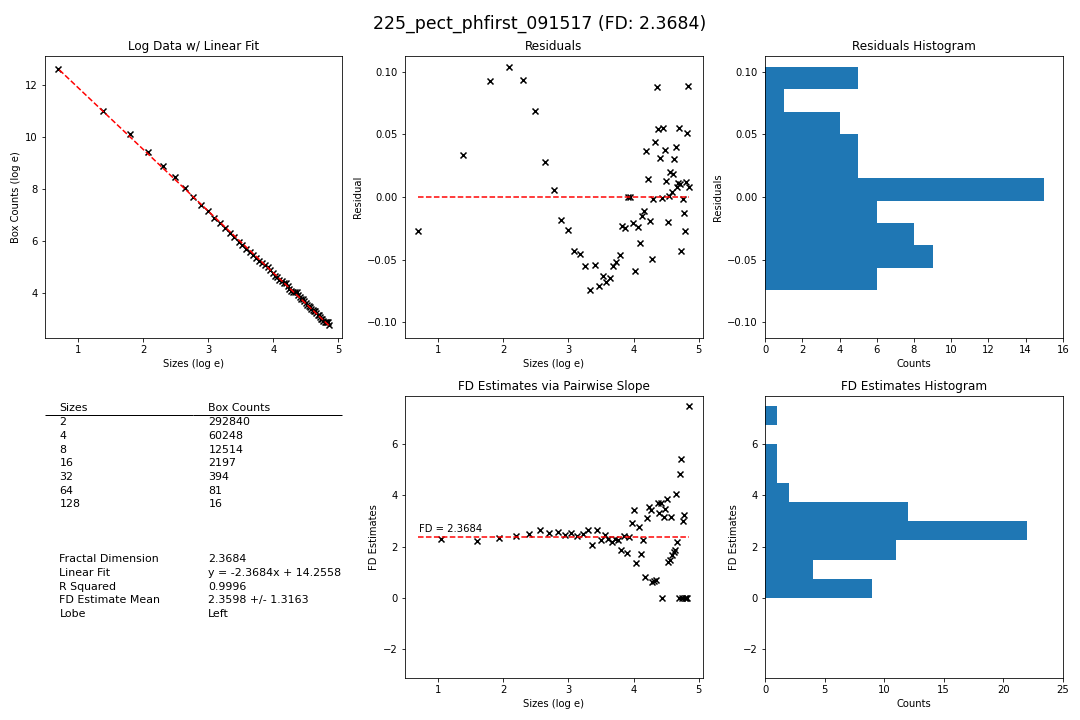 225_pect_phfirst_091517 (FD: 2.3684)
Log Data w/ Linear Fit
Box Counts (log e)
12
10
8
6
4
1
2
3
4
5
Sizes (log e)
Residuals
Residual
0.10
0.05
0.00
−0.05
−0.10
1
2
3
4
5
Sizes (log e)
Residuals Histogram
Residuals
0.10
0.05
0.00
−0.05
−0.10
0
2
4
6
8
10
12
14
16
Counts
Sizes Box Counts
2 292840
4 60248
8 12514
16 2197
32 394
64 81
128 16
Fractal Dimension 2.3684
Linear Fit y = -2.3684x + 14.2558
R Squared 0.9996
FD Estimate Mean 2.3598 +/- 1.3163
Lobe Left
FD Estimates via Pairwise Slope
FD Estimates
6
4
2
0
−2
FD = 2.3684
1
2
3
4
5
Sizes (log e)
FD Estimates Histogram
FD Estimates
6
4
2
0
−2
0
5
10
15
20
25
Counts